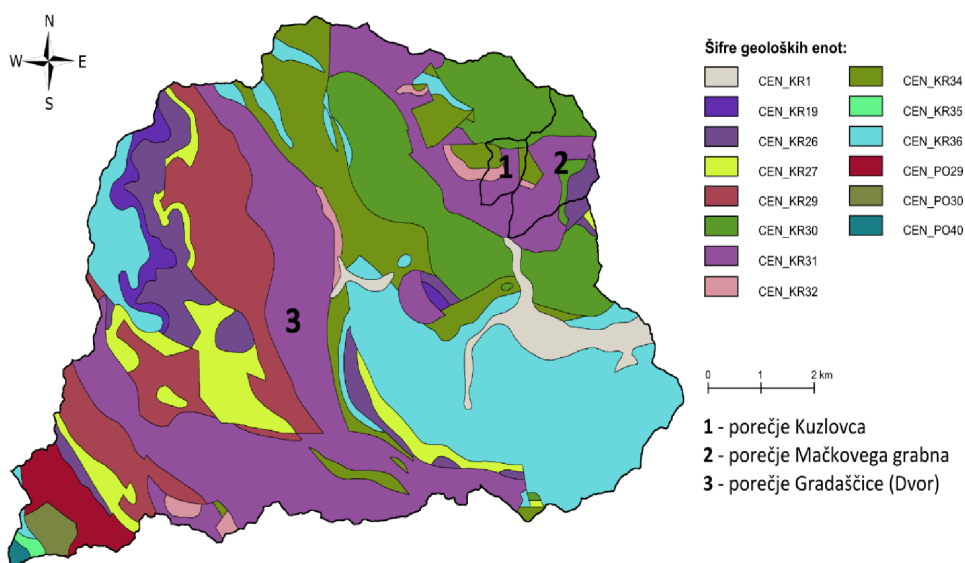 N
W E
S
1
2
3
Šifre geoloških enot:
CEN_KR1
CEN_KR19
CEN_KR26
CEN_KR27
CEN_KR29
CEN_KR30
CEN_KR31
CEN_KR32
CEN_KR34
CEN_KR35
CEN_KR36
CEN_PO29
CEN_PO30
CEN_PO40
0 1 2 km
1 - porečje Kuzlovca
2 - porečje Mačkovega grabna
3 - porečje Gradaščice (Dvor)